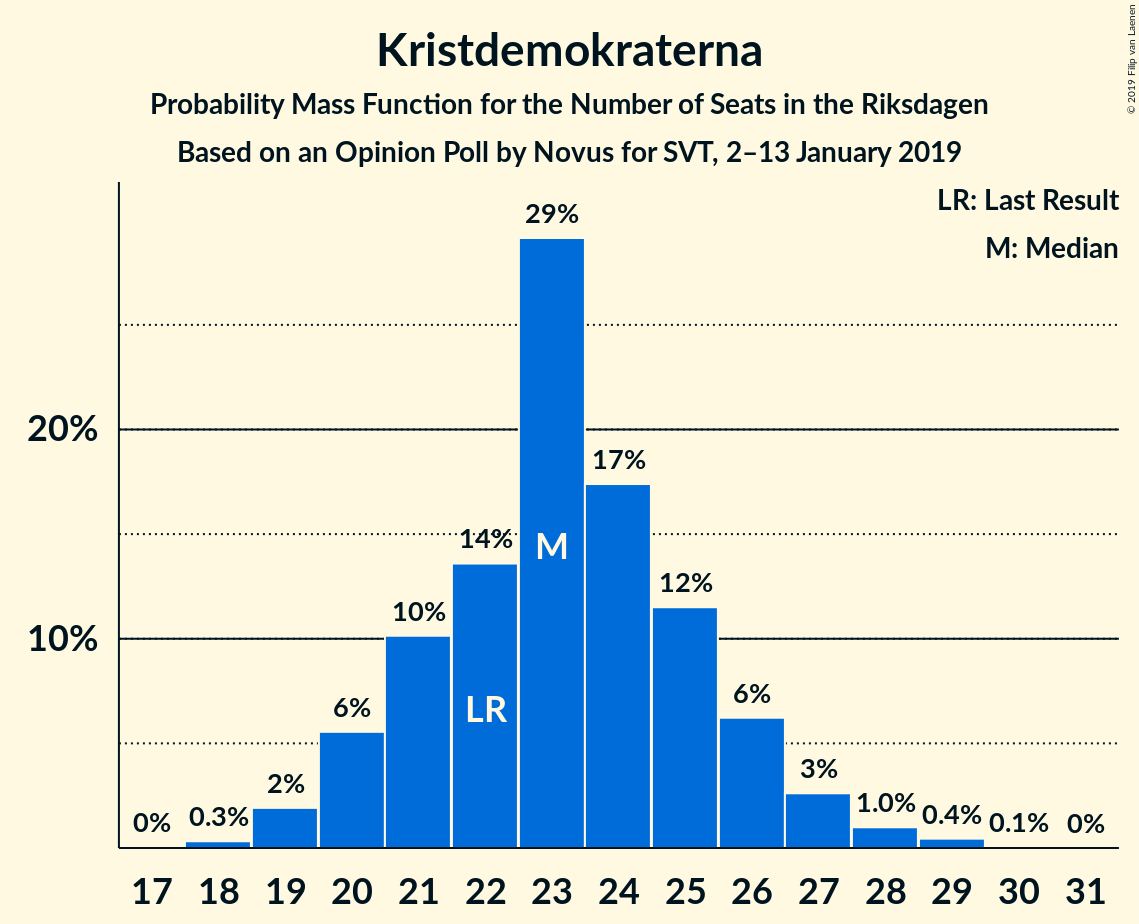 Kristdemokraterna
Probability Mass Function for the Number of Seats in the Riksdagen
Based on an Opinion Poll by Novus for SVT, 2–13 January 2019
© 2019 Filip van Laenen
LR: Last Result
M: Median
20%
10%
0%
0.3%
2%
6%
10%
14%
29%
17%
12%
6%
3%
1.0%
0.4%
0.1%
0%
M
LR
17 18 19 20 21 22 23 24 25 26 27 28 29 30 31